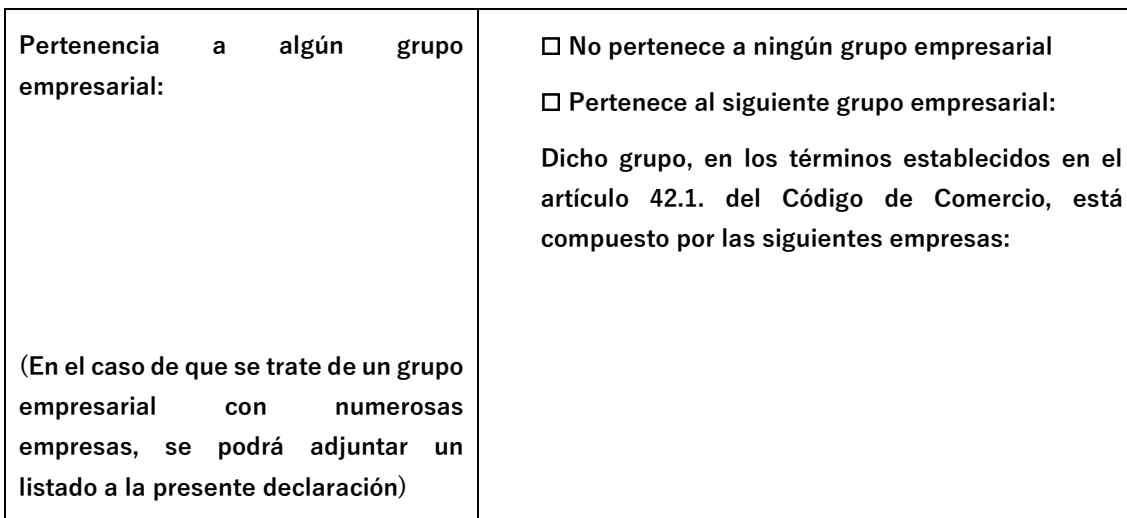 Pertenencia a algún grupo
empresarial:
(En el caso de que se trate de un grupo
empresarial con numerosas
empresas, se podrá adjuntar un
listado a la presente declaración)
☐ No pertenece a ningún grupo empresarial
☐ Pertenece al siguiente grupo empresarial:
Dicho grupo, en los términos establecidos en el
artículo 42.1. del Código de Comercio, está
compuesto por las siguientes empresas: